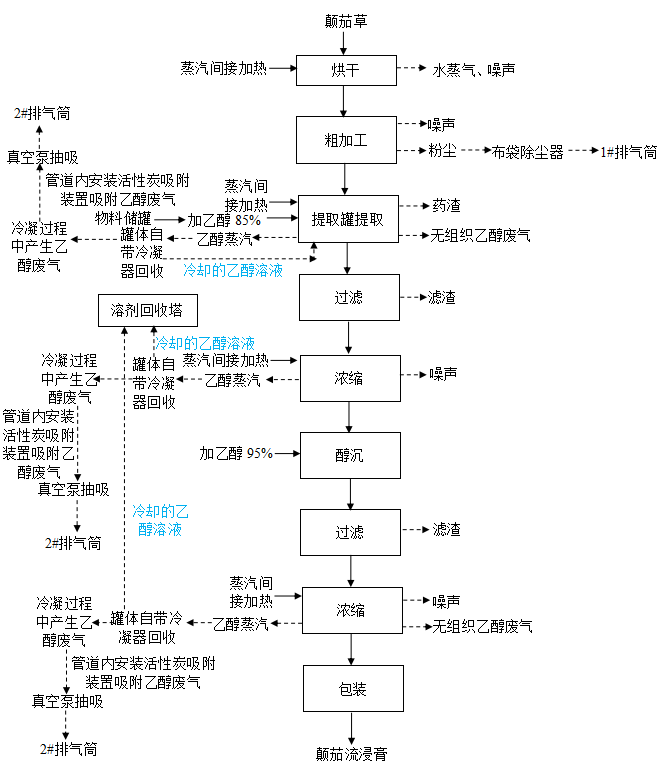 颠茄草
蒸汽间接加热
烘干
水蒸气、噪声
2#排气筒
粗加工
噪声
粉尘
布袋除尘器
1#排气筒
真空泵抽吸
管道内安装活性炭吸附
装置吸附乙醇废气
蒸汽间
接加热
物料储罐
加乙醇 85%
提取罐提取
药渣
无组织乙醇废气
冷凝过程
中产生乙
醇废气
罐体自
带冷凝
器回收
乙醇蒸汽
冷却的乙醇溶液
过滤
滤渣
溶剂回收塔
冷却的乙醇溶液
冷凝过程
中产生乙
醇废气
罐体自
带冷凝
器回收
蒸汽间接加热
乙醇蒸汽
浓缩
噪声
管道内安装
活性炭吸附
装置吸附乙
醇废气
真空泵抽吸
2#排气筒
加乙醇 95%
醇沉
冷却的乙
醇溶液
过滤
滤渣
蒸汽间
接加热
浓缩
噪声
无组织乙醇废气
冷凝过程
中产生乙
醇废气
罐体自带冷
凝器回收
乙醇蒸汽
管道内安装活性炭吸附
装置吸附乙醇废气
真空泵抽吸
2#排气筒
包装
颠茄流浸膏